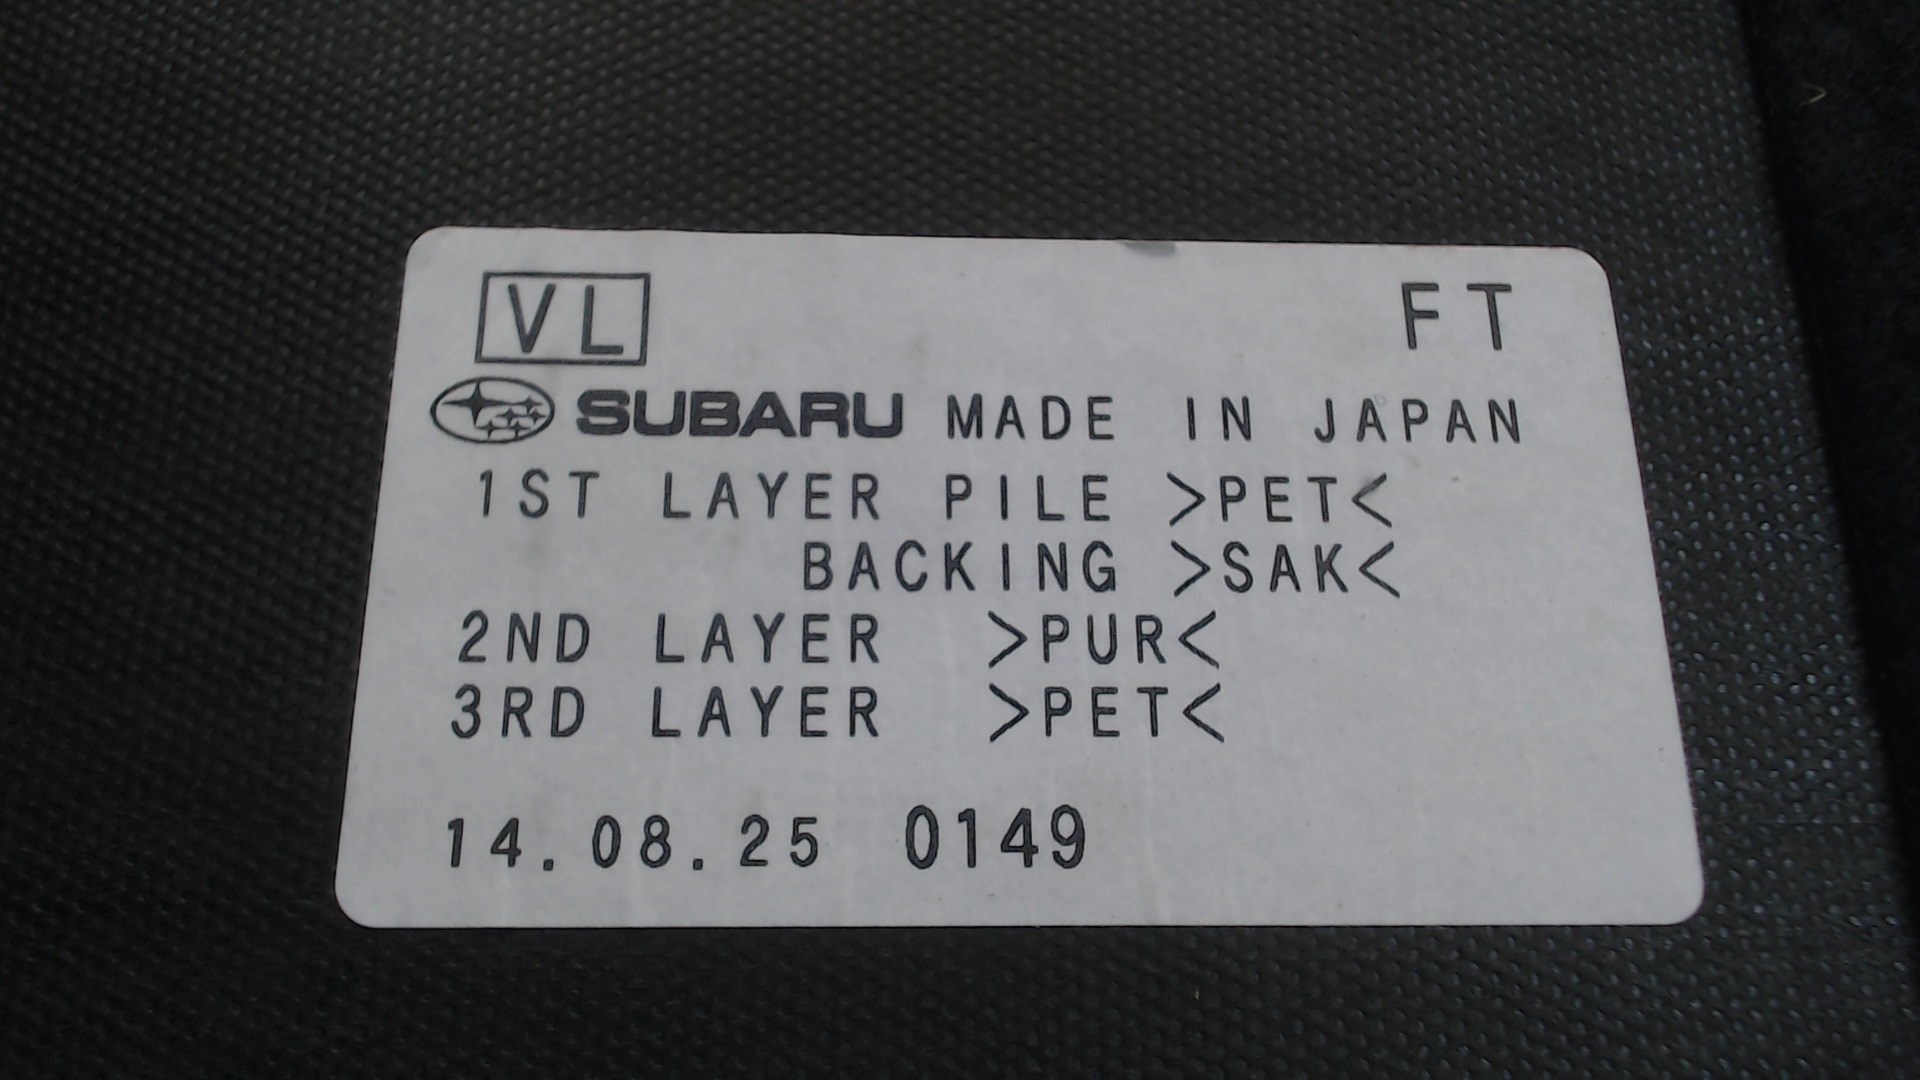 VL FT
SUBARU MADE IN JAPAN
1ST LAYER PILE >PET<
BACKING >SAK<
2ND LAYER >PUR<
3RD LAYER >PET<
14.08.25 0149